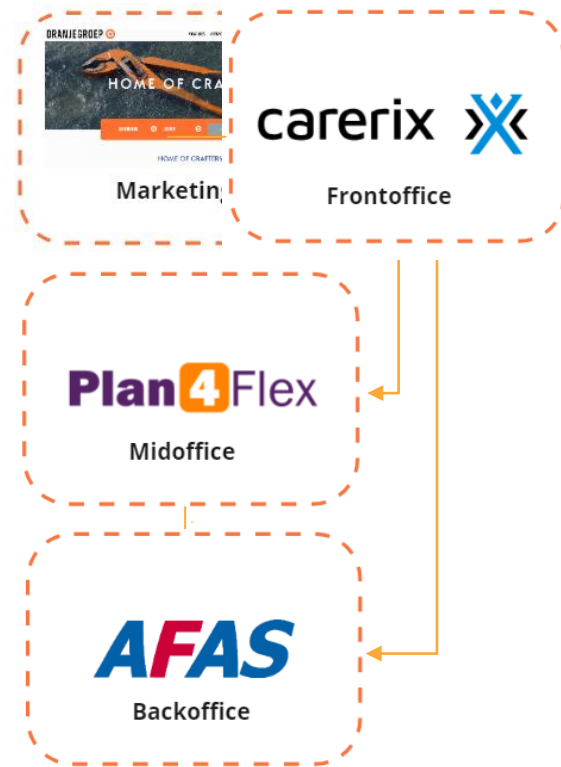 ORANJEGROEP
HOME OF CRA
HOME OF CRAFTERS
Marketing
carerix
Frontoffice
Plan4Flex
Midoffice
AFAS
Backoffice